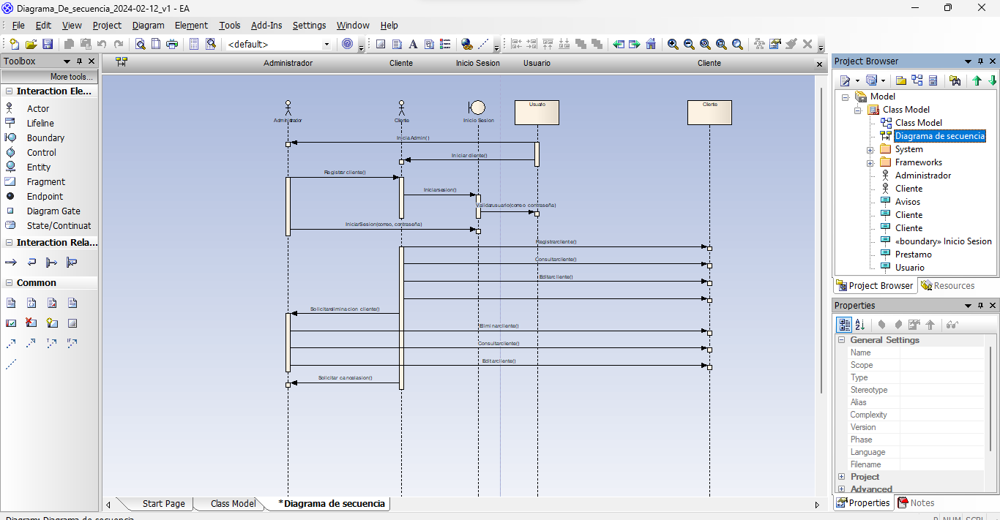 Diagrama_De_secuencia_2024-02-12_v1 - EA
File Edit View Project Diagram Element Tools Add-Ins Settings Window Help
<default>
Toolbox
More tools...
Interaction Ele...
Actor
Lifeline
Boundary
Control
Entity
Fragment
Endpoint
Diagram Gate
State/Continuat
Interaction Rela...
Common
Administrador Cliente Inicio Sesion Usuario Cliente
Usuario
Cliente
Administrador
Cliente
Inicio Sesion
Inicia Admin()
Iniciar cliente()
Registrar cliente()
Iniciarsesion()
Validarusuario(correo, contraseña)
IniciarSesion(correo, contraseña)
Registrarcliente()
Consultarcliente()
Editarcliente()
Solicitareliminacion cliente()
Eliminarcliente()
Consultarcliente()
Editarcliente()
Solicitar cancelasion()
Start Page
Class Model
*Diagrama de secuencia
Project Browser
Model
Class Model
Class Model
Diagrama de secuencia
System
Frameworks
Administrador
Cliente
Avisos
Cliente
Cliente
«boundary» Inicio Sesion
Prestamo
Usuario
Project Browser
Resources
Properties
General Settings
Name
Scope
Type
Stereotype
Alias
Complexity
Version
Phase
Language
Filename
Project
Advanced
Properties
Notes
Diagram: Diagrama de secuencia
NUM SCRL